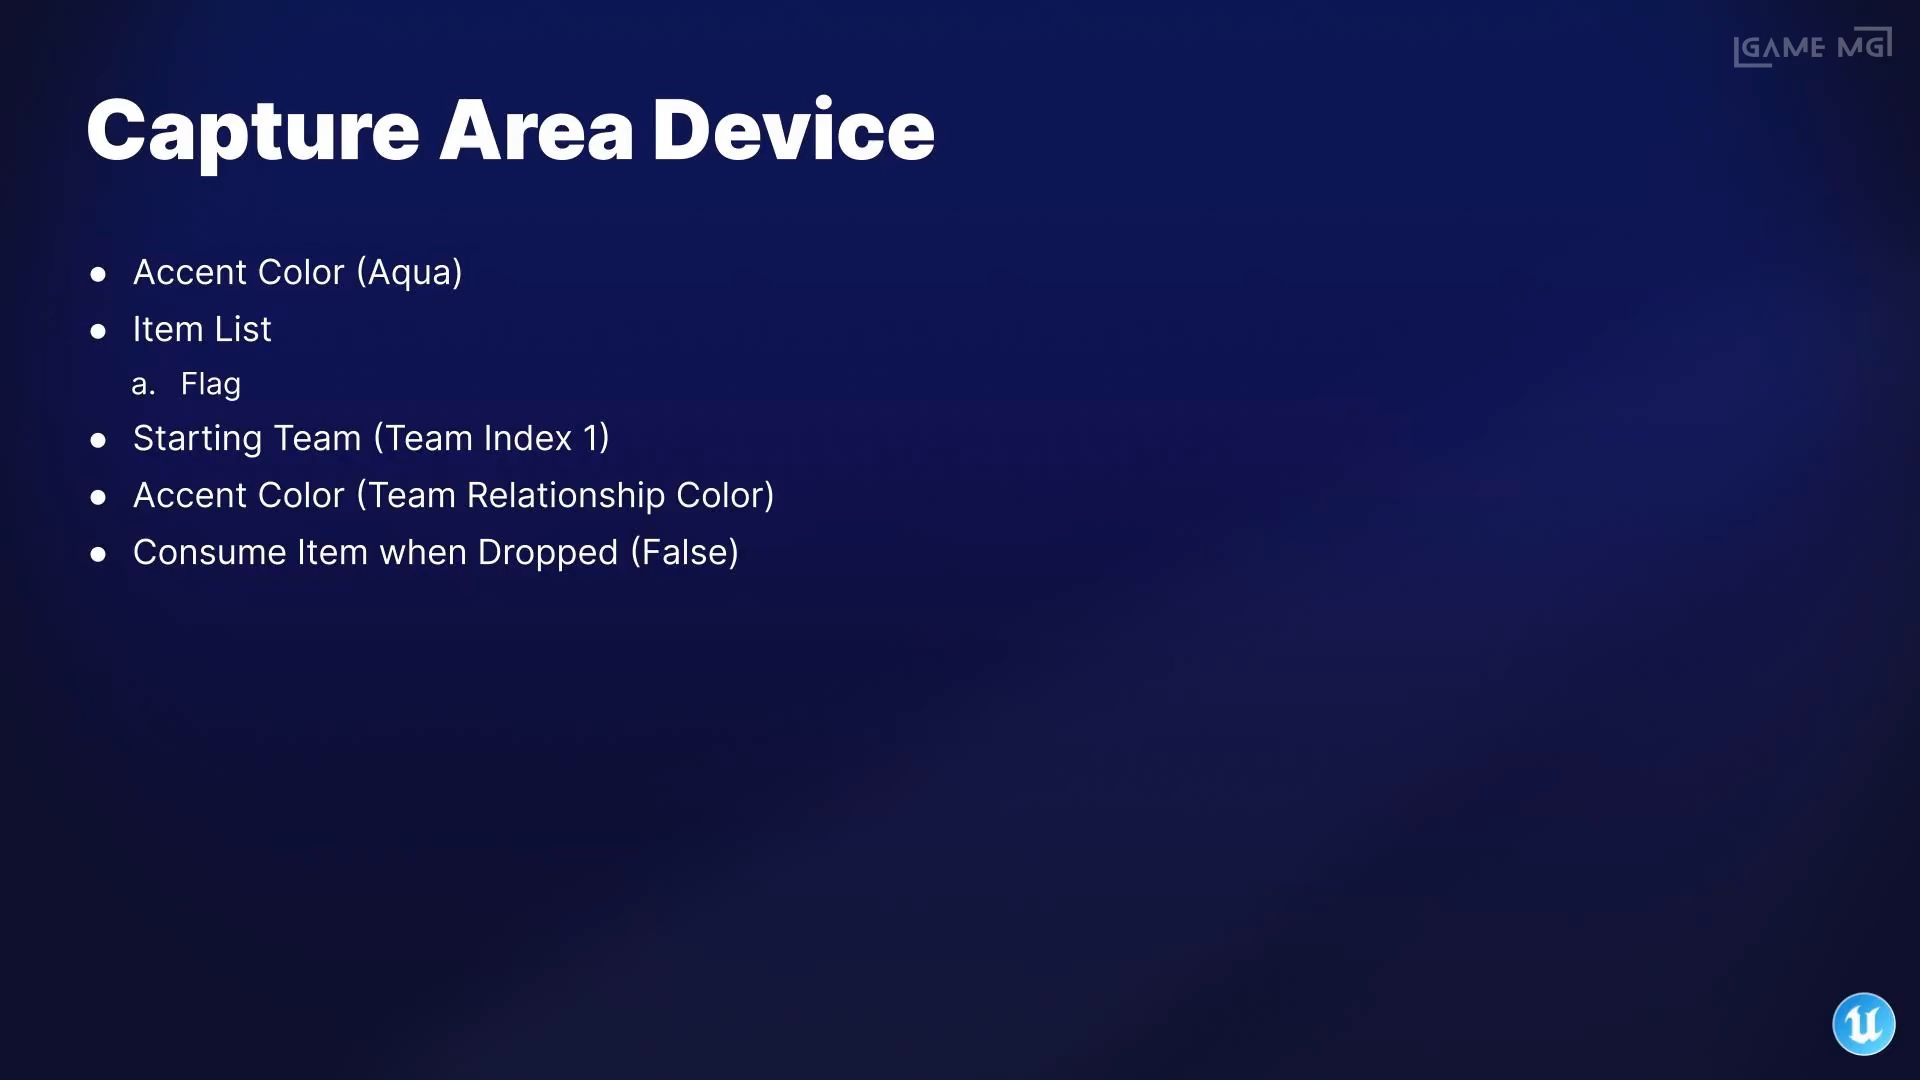 GAME MG
Capture Area Device
● Accent Color (Aqua)
● Item List
a. Flag
● Starting Team (Team Index 1)
● Accent Color (Team Relationship Color)
● Consume Item when Dropped (False)